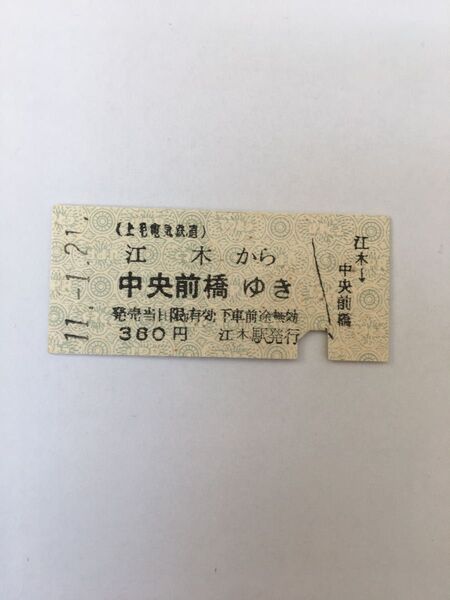 11.-1.21.
(上毛電気鉄道)
江木から
中央前橋ゆき
発売当日限有効下車前途無効
360円 江木駅発行
江木→中央前橋